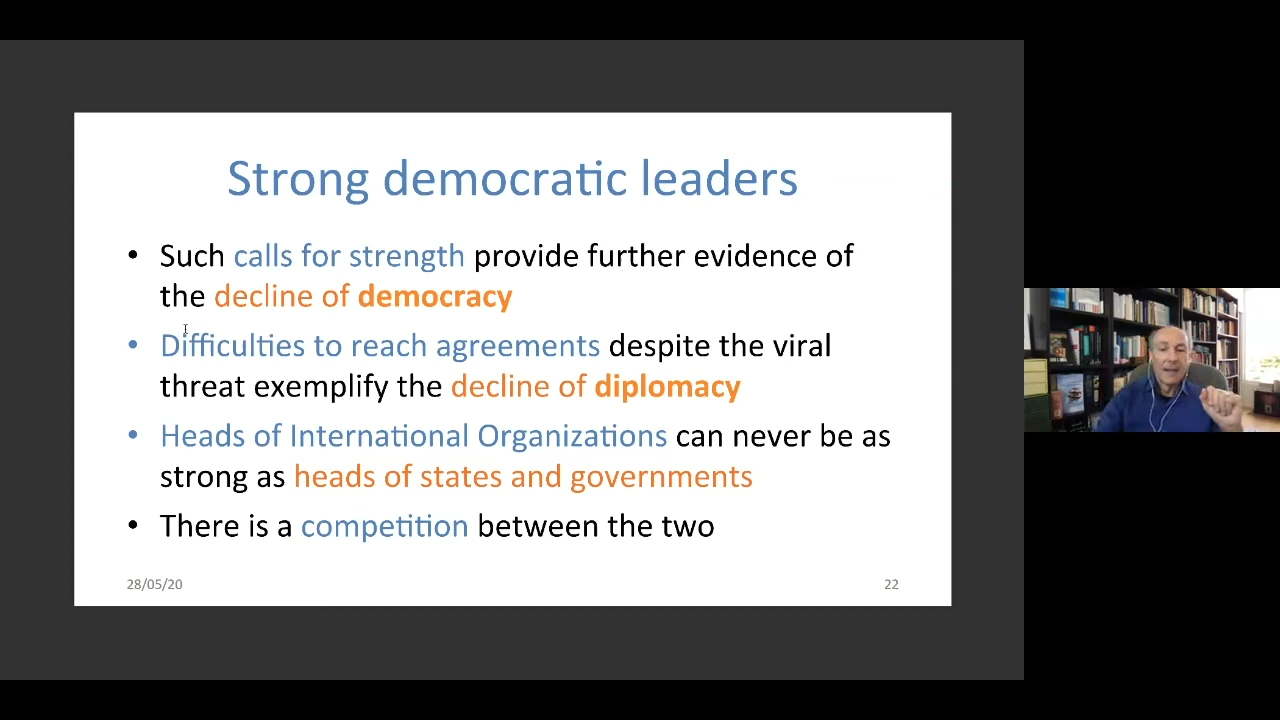 Strong democratic leaders
• Such calls for strength provide further evidence of
the decline of democracy
• Difficulties to reach agreements despite the viral
threat exemplify the decline of diplomacy
• Heads of International Organizations can never be as
strong as heads of states and governments
• There is a competition between the two
28/05/20
22